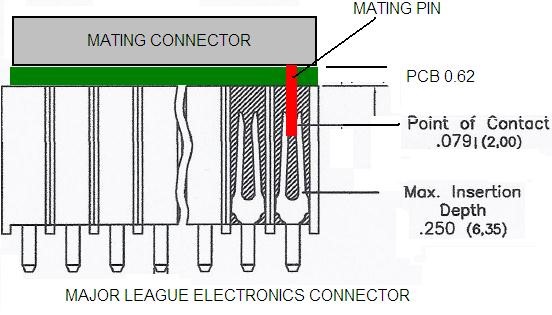 MATING PIN
MATING CONNECTOR
PCB 0.62
Point of Contact
.079 (2,00)
Max. Insertion
Depth
.250 (6,35)
MAJOR LEAGUE ELECTRONICS CONNECTOR